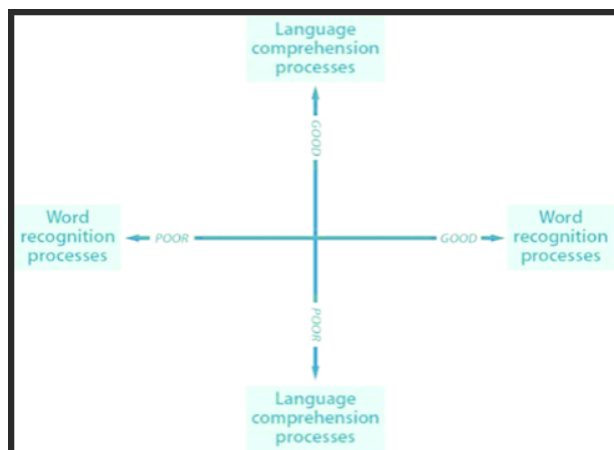 Language
comprehension
processes
GOOD
Word
recognition
processes
POOR
GOOD
Word
recognition
processes
POOR
Language
comprehension
processes